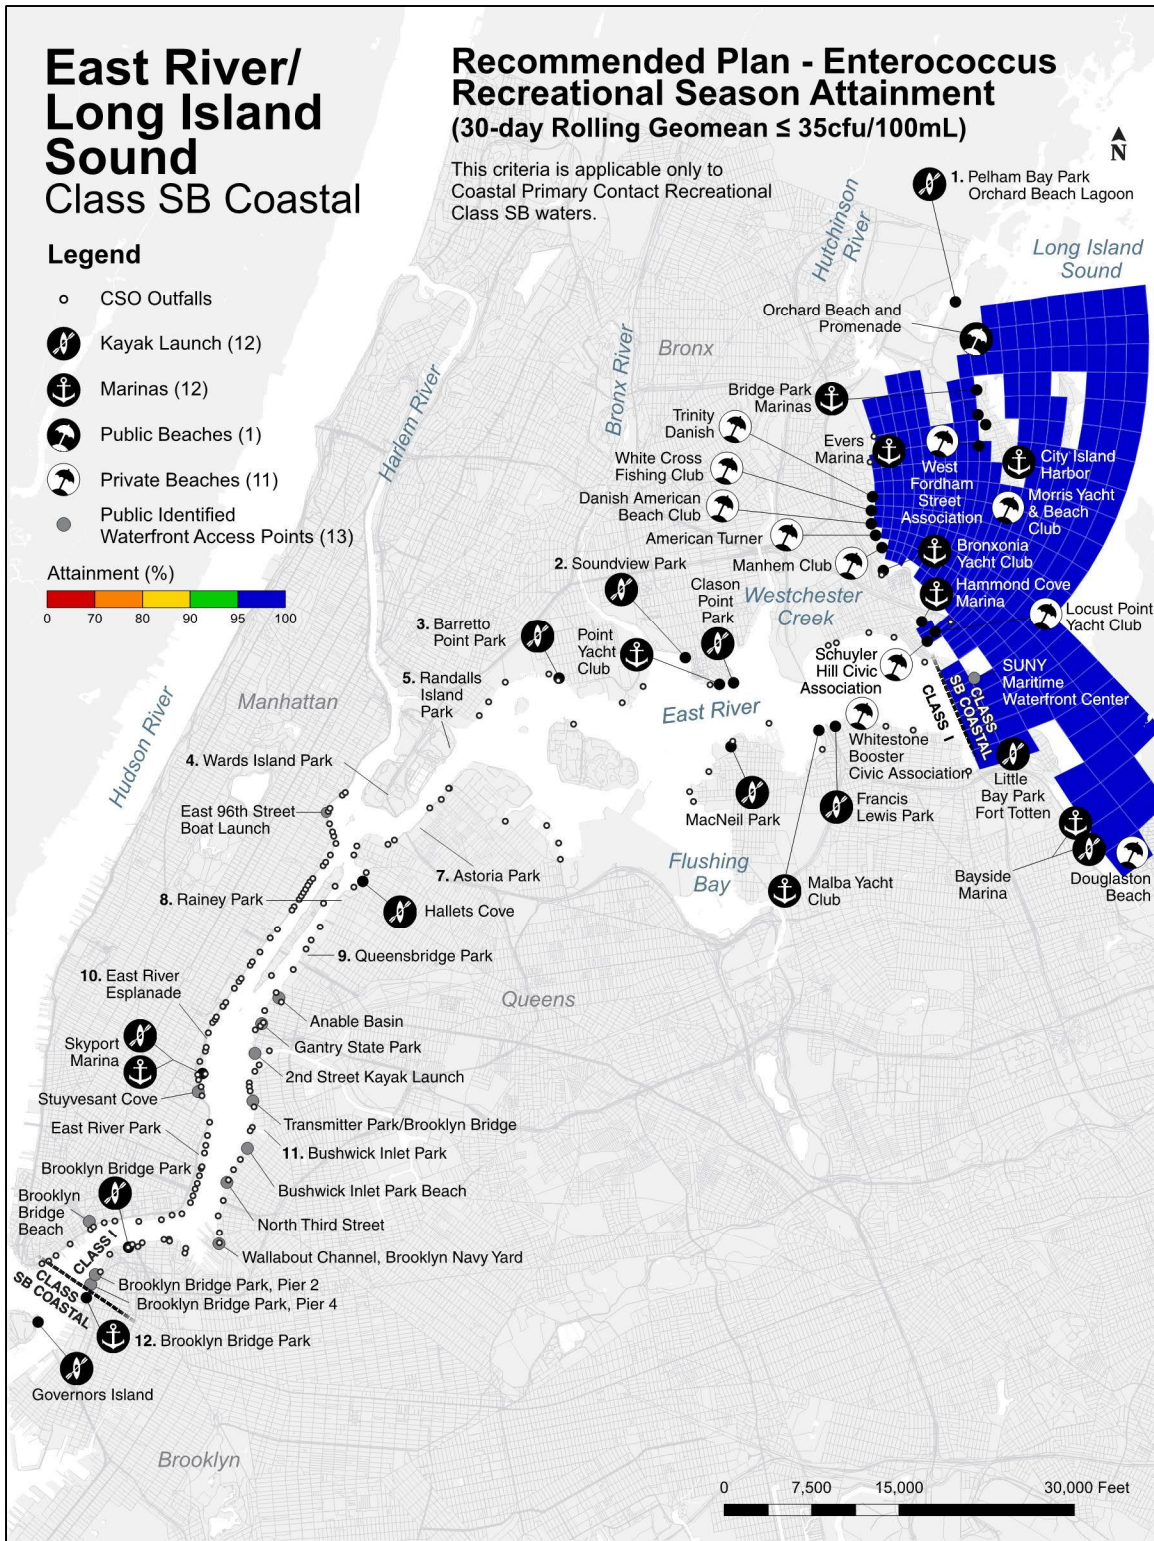 East River/
Long Island
Sound
Class SB Coastal
Recommended Plan - Enterococcus
Recreational Season Attainment
(30-day Rolling Geomean ≤ 35cfu/100mL)
This criteria is applicable only to
Coastal Primary Contact Recreational
Class SB waters.
N
Legend
CSO Outfalls
Kayak Launch (12)
Marinas (12)
Public Beaches (1)
Private Beaches (11)
Public Identified
Waterfront Access Points (13)
Attainment (%)
0 70 80 90 95 100
1. Pelham Bay Park
Orchard Beach Lagoon
Hutchinson
River
Long Island
Sound
Orchard Beach and
Promenade
Bronx
Bronx River
Harlem River
Bridge Park
Marinas
Trinity
Danish
Evers
Marina
White Cross
Fishing Club
West
Fordham
Street
Association
City Island
Harbor
Danish American
Beach Club
Morris Yacht
& Beach
Club
American Turner
Bronxonia
Yacht Club
Manhem Club
2. Soundview Park
Clason
Point
Park
Westchester
Creek
Hammond Cove
Marina
Locust Point
Yacht Club
3. Barretto
Point Park
Point
Yacht
Club
Schuyler
Hill Civic
Association
SUNY
Maritime
Waterfront Center
5. Randalls
Island
Park
Manhattan
Hudson River
East River
CLASS I
CLASS
SB COASTAL
Whitestone
Booster
Civic Association
4. Wards Island Park
Little
Bay Park
Fort Totten
East 96th Street
Boat Launch
MacNeil Park
Francis
Lewis Park
Flushing
Bay
7. Astoria Park
Malba Yacht
Club
Bayside
Marina
Douglaston
Beach
8. Rainey Park
Hallets Cove
9. Queensbridge Park
10. East River
Esplanade
Queens
Anable Basin
Skyport
Marina
Gantry State Park
2nd Street Kayak Launch
Stuyvesant Cove
East River Park
Transmitter Park/Brooklyn Bridge
11. Bushwick Inlet Park
Brooklyn Bridge Park
Bushwick Inlet Park Beach
Brooklyn
Bridge
Beach
North Third Street
CLASS I
Wallabout Channel, Brooklyn Navy Yard
CLASS
SB COASTAL
Brooklyn Bridge Park, Pier 2
Brooklyn Bridge Park, Pier 4
12. Brooklyn Bridge Park
Governors Island
Brooklyn
0 7,500 15,000 30,000 Feet